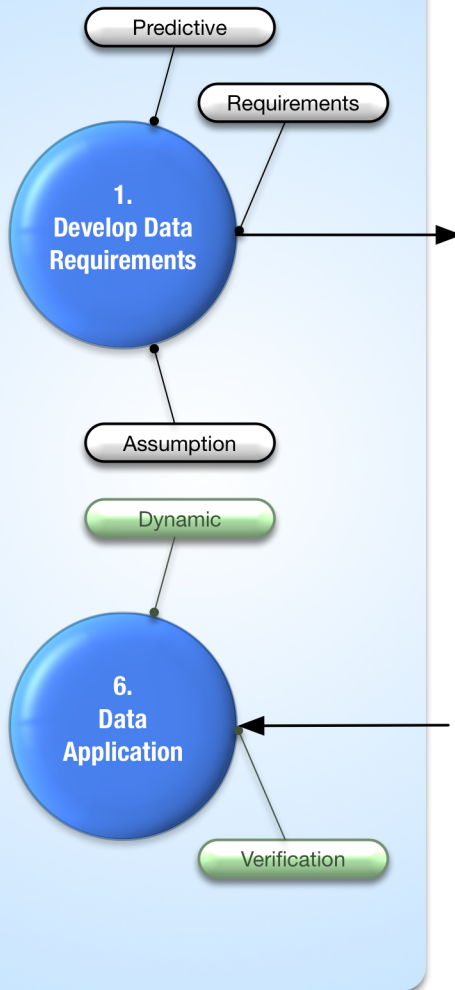 Predictive
Requirements
1.
Develop Data
Requirements
Assumption
Dynamic
6.
Data
Application
Verification